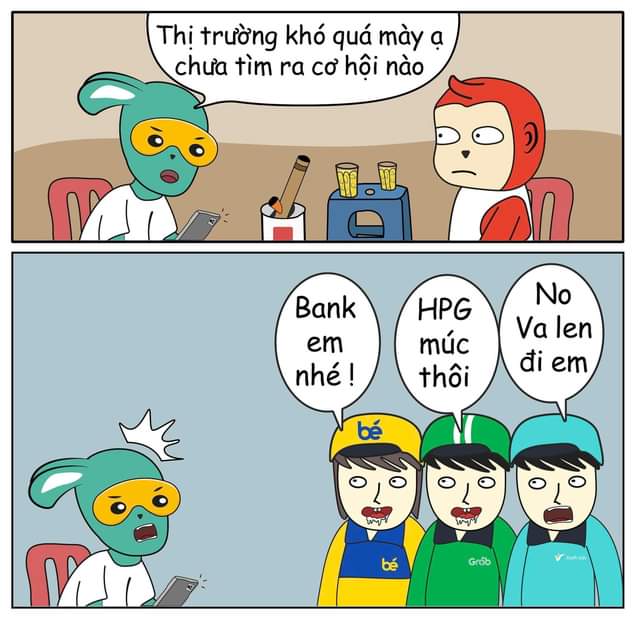 Thị trường khó quá mày ạ
chưa tìm ra cơ hội nào
Bank
em
nhé !
HPG
múc
thôi
No
Va len
đi em
bé
bé
Grab